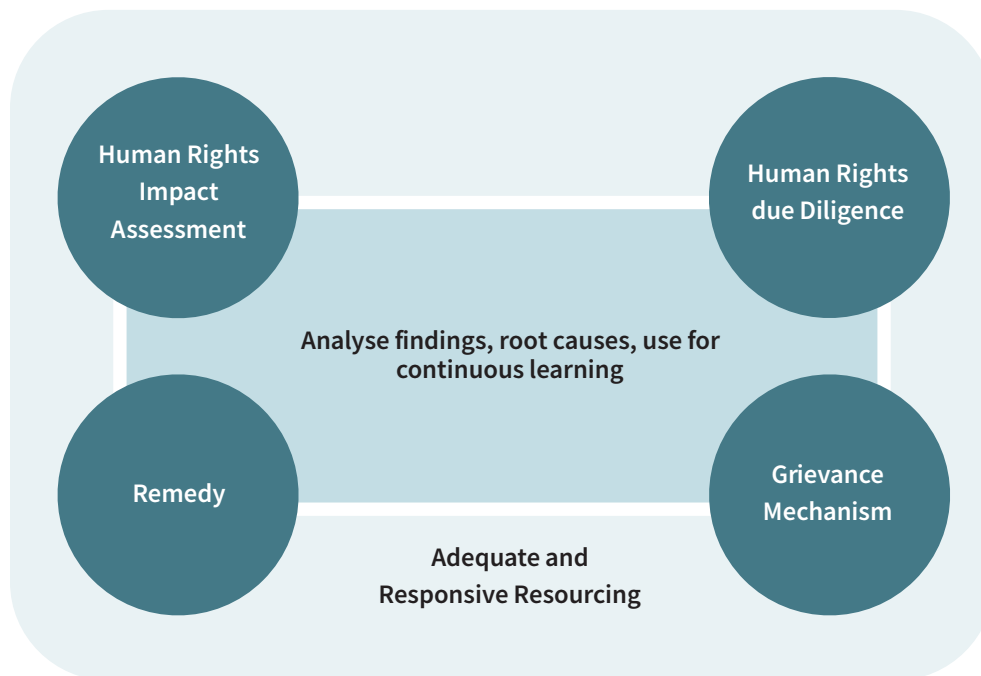 Human Rights
Impact
Assessment
Human Rights
due Diligence
Analyse findings, root causes, use for
continuous learning
Remedy
Grievance
Mechanism
Adequate and
Responsive Resourcing